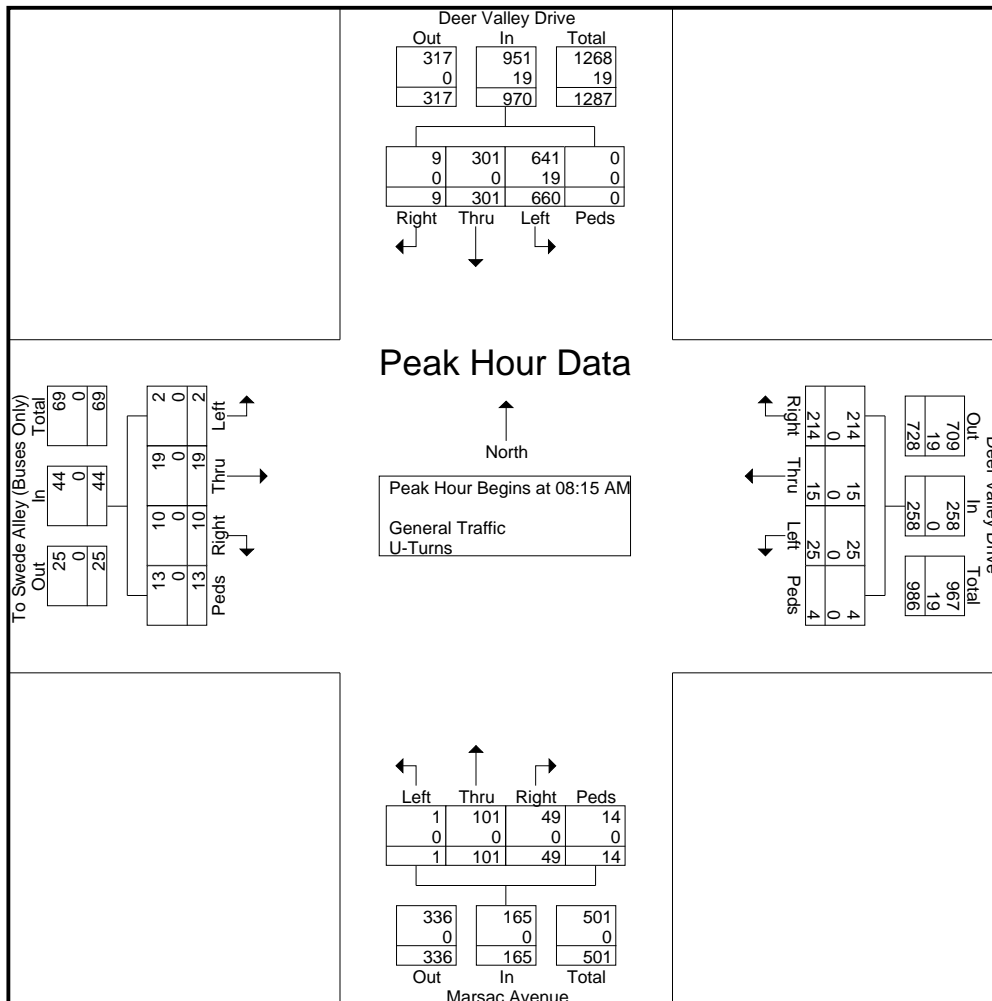 Deer Valley Drive
Out In Total
317 951 1268
0 19 19
317 970 1287
9 301 641 0
0 0 19 0
9 301 660 0
Right Thru Left Peds
Peak Hour Data
North
Peak Hour Begins at 08:15 AM
General Traffic
U-Turns
To Swede Alley (Buses Only)
Out In Total
25 44 69
0 0 0
25 44 69
13 10 19 2
0 0 0 0
13 10 19 2
Peds Right Thru Left
Deer Valley Drive
Out In Total
709 258 967
19 0 19
728 258 986
214 15 25 4
0 0 0 0
214 15 25 4
Right Thru Left Peds
Left Thru Right Peds
1 101 49 14
0 0 0 0
1 101 49 14
336 165 501
0 0 0
336 165 501
Out In Total
Marsac Avenue